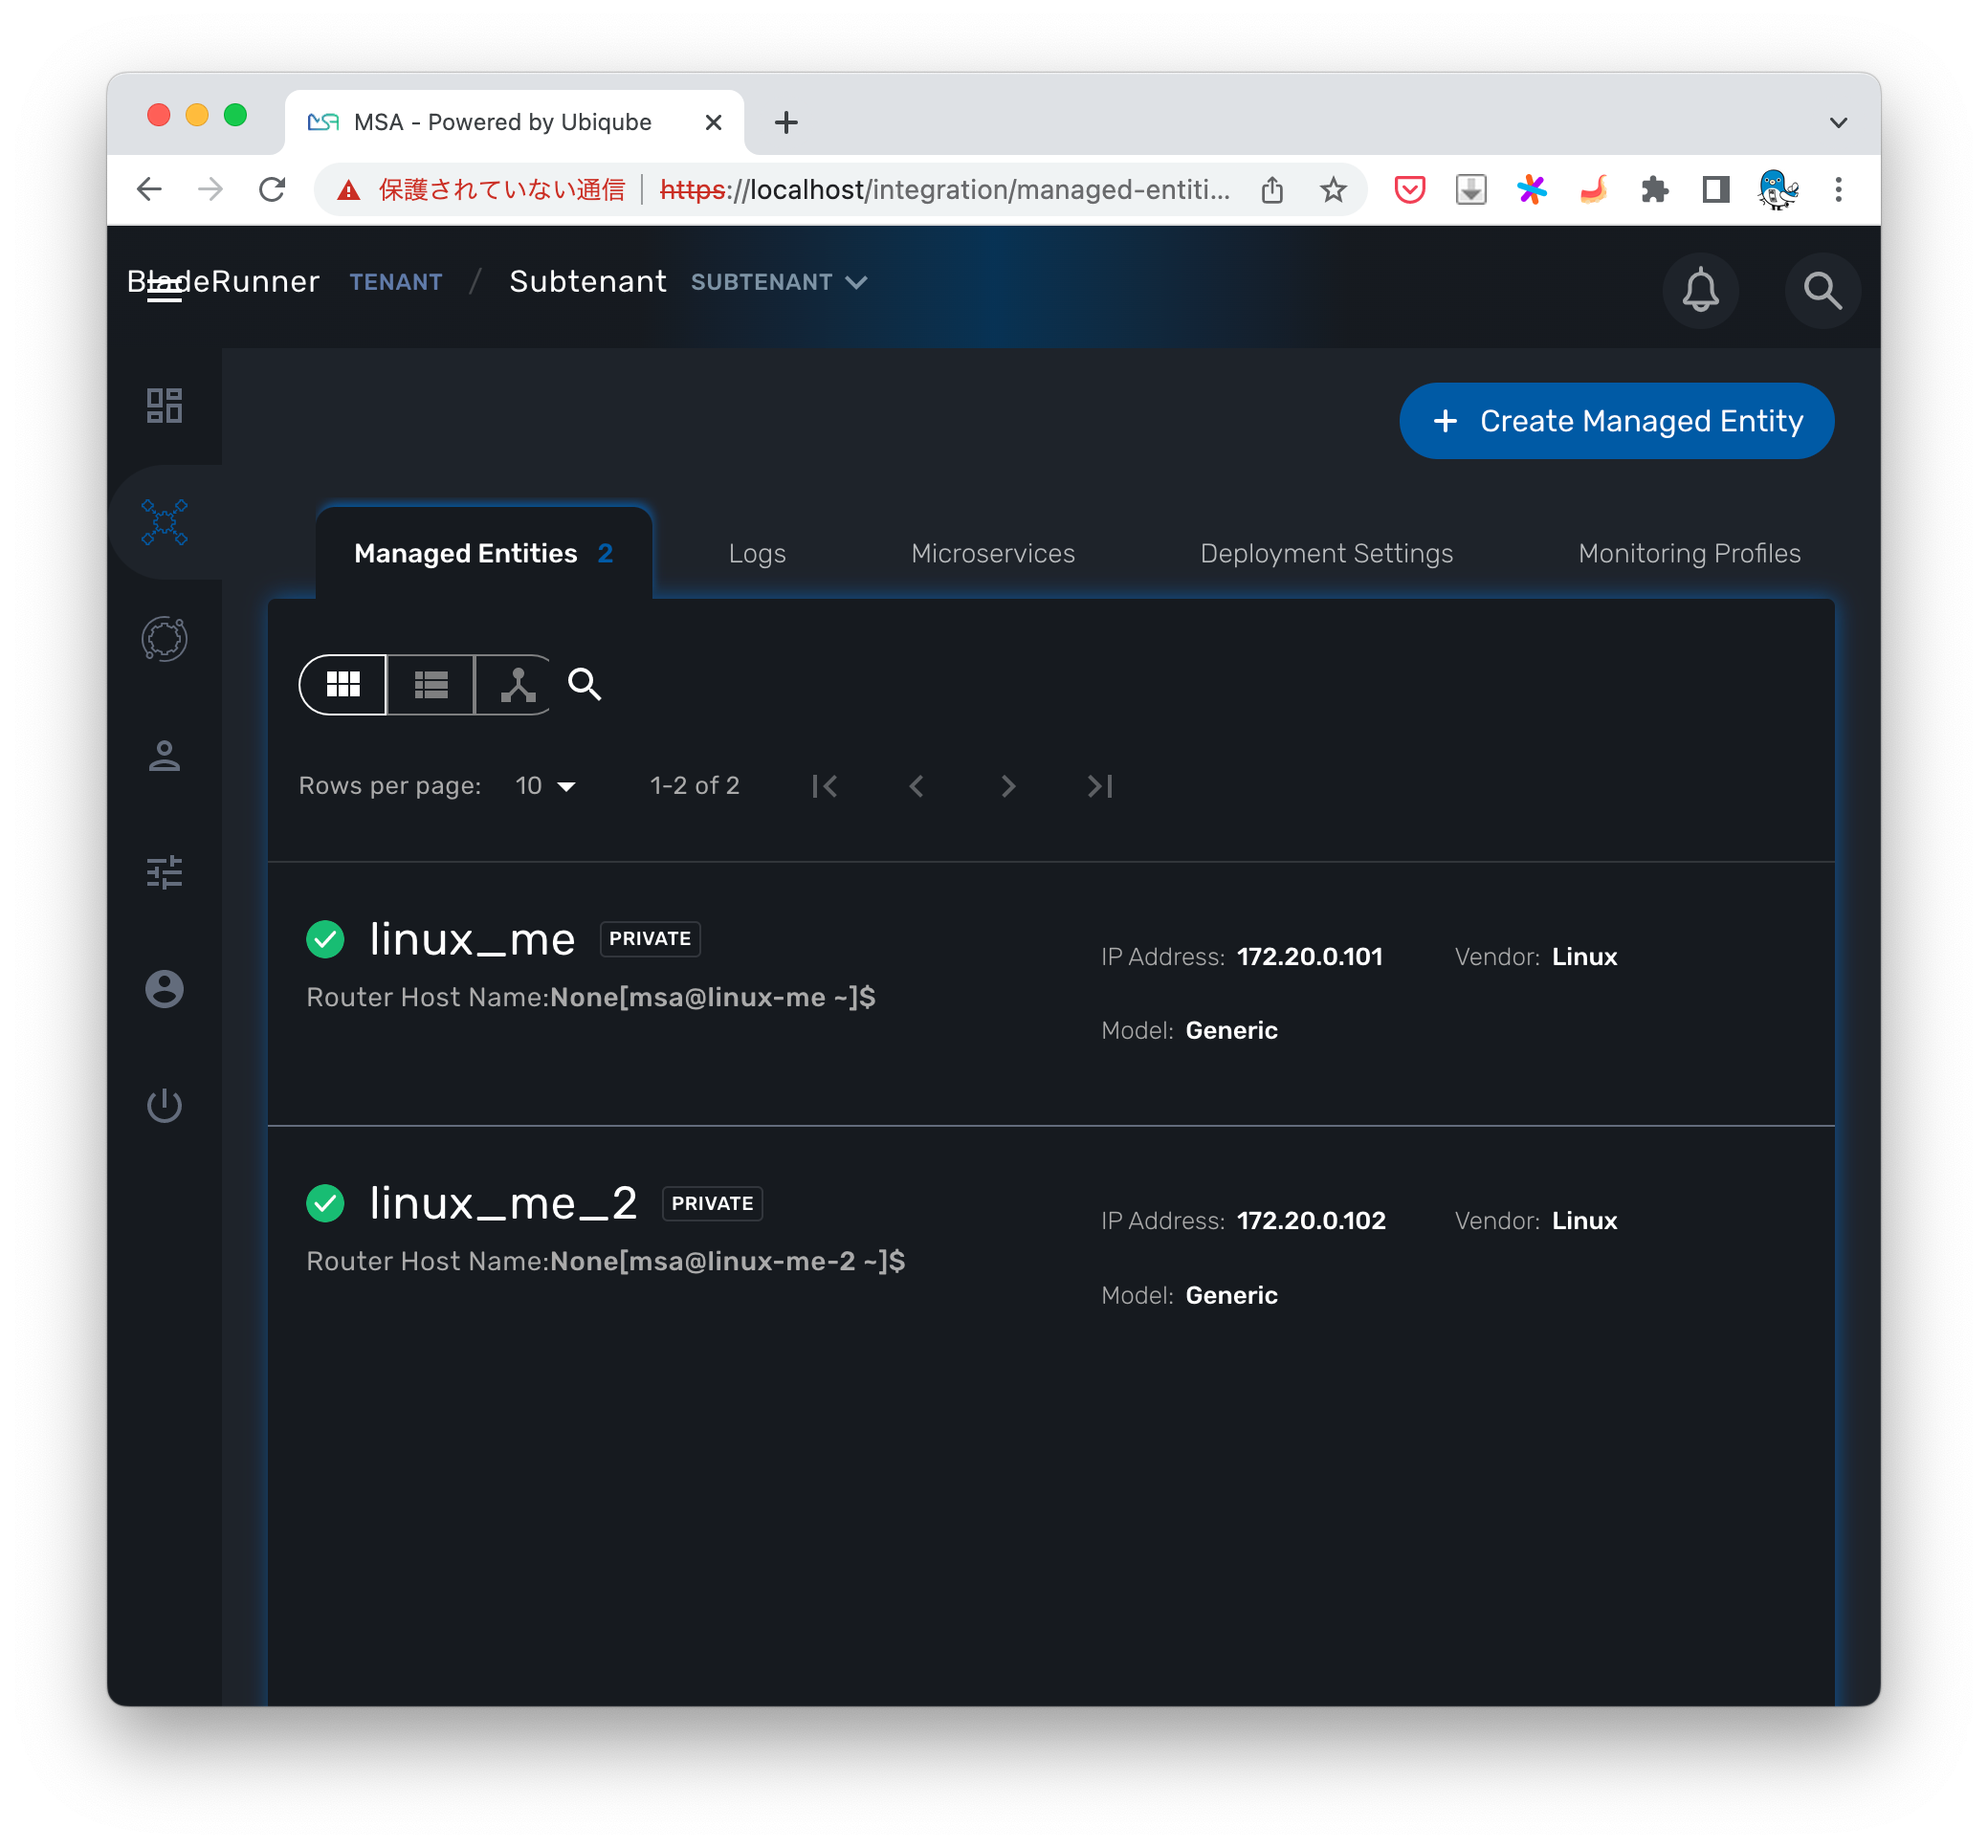 MSA - Powered by Ubiqube
保護されていない通信 https://localhost/integration/managed-entiti...
BladeRunner TENANT / Subtenant SUBTENANT
+ Create Managed Entity
Managed Entities 2 Logs Microservices Deployment Settings Monitoring Profiles
Rows per page: 10 1-2 of 2
linux_me PRIVATE
Router Host Name:None[msa@linux-me ~]$
IP Address: 172.20.0.101 Vendor: Linux
Model: Generic
linux_me_2 PRIVATE
Router Host Name:None[msa@linux-me-2 ~]$
IP Address: 172.20.0.102 Vendor: Linux
Model: Generic